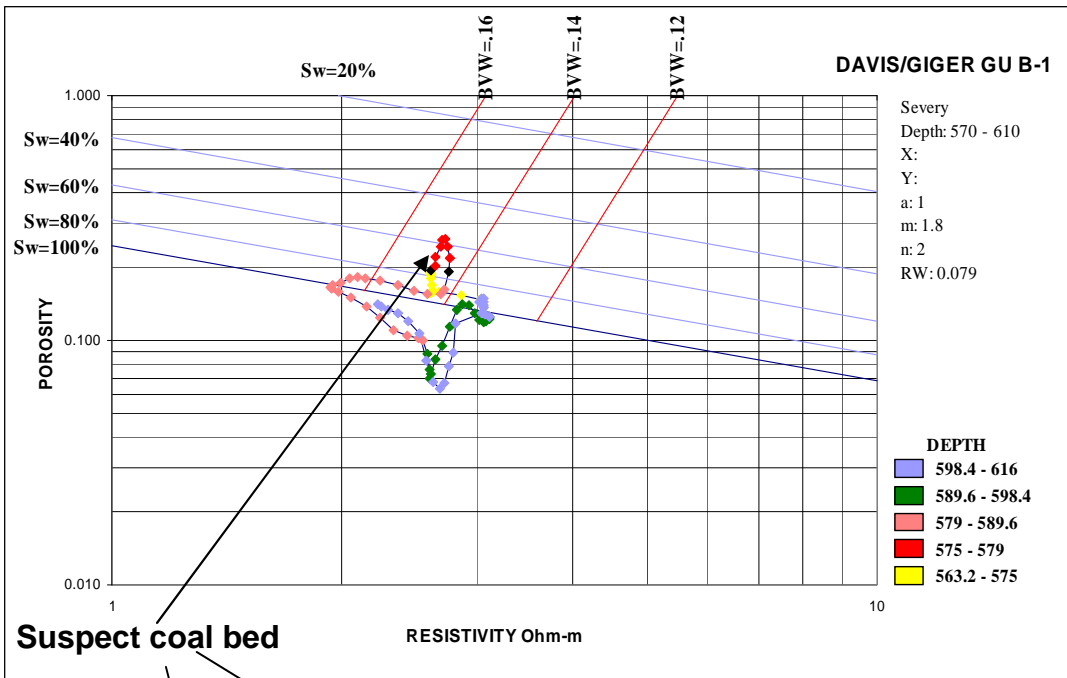 DAVIS/GIGER GU B-1
BVW=.16
BVW=.14
BVW=.12
Sw=20%
Sw=40%
Sw=60%
Sw=80%
Sw=100%
1.000
0.100
0.010
POROSITY
1
10
RESISTIVITY Ohm-m
Severy
Depth: 570 - 610
X:
Y:
a: 1
m: 1.8
n: 2
RW: 0.079
DEPTH
598.4 - 616
589.6 - 598.4
579 - 589.6
575 - 579
563.2 - 575
Suspect coal bed